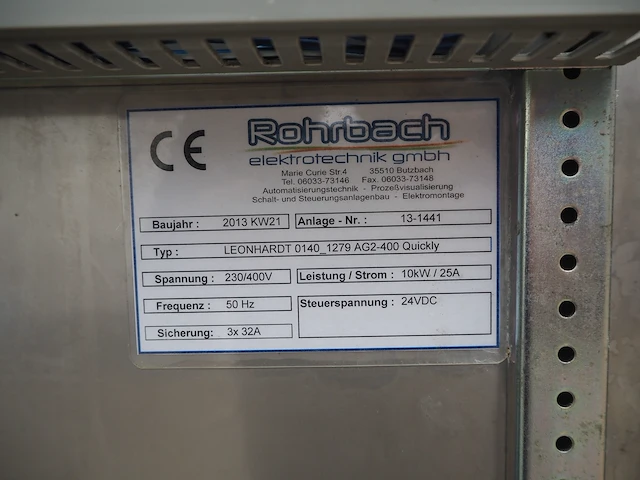 CE
Rohrbach
elektrotechnik gmbh
Marie Curie Str.4 35510 Butzbach
Tel. 06033-73146 Fax. 06033-73148
Automatisierungstechnik - Prozeßvisualisierung
Schalt- und Steuerungsanlagenbau - Elektromontage
Baujahr : 2013 KW21 Anlage - Nr. : 13-1441
Typ : LEONHARDT 0140_1279 AG2-400 Quickly
Spannung : 230/400V Leistung / Strom : 10kW / 25A
Frequenz : 50 Hz Steuerspannung : 24VDC
Sicherung: 3x 32A